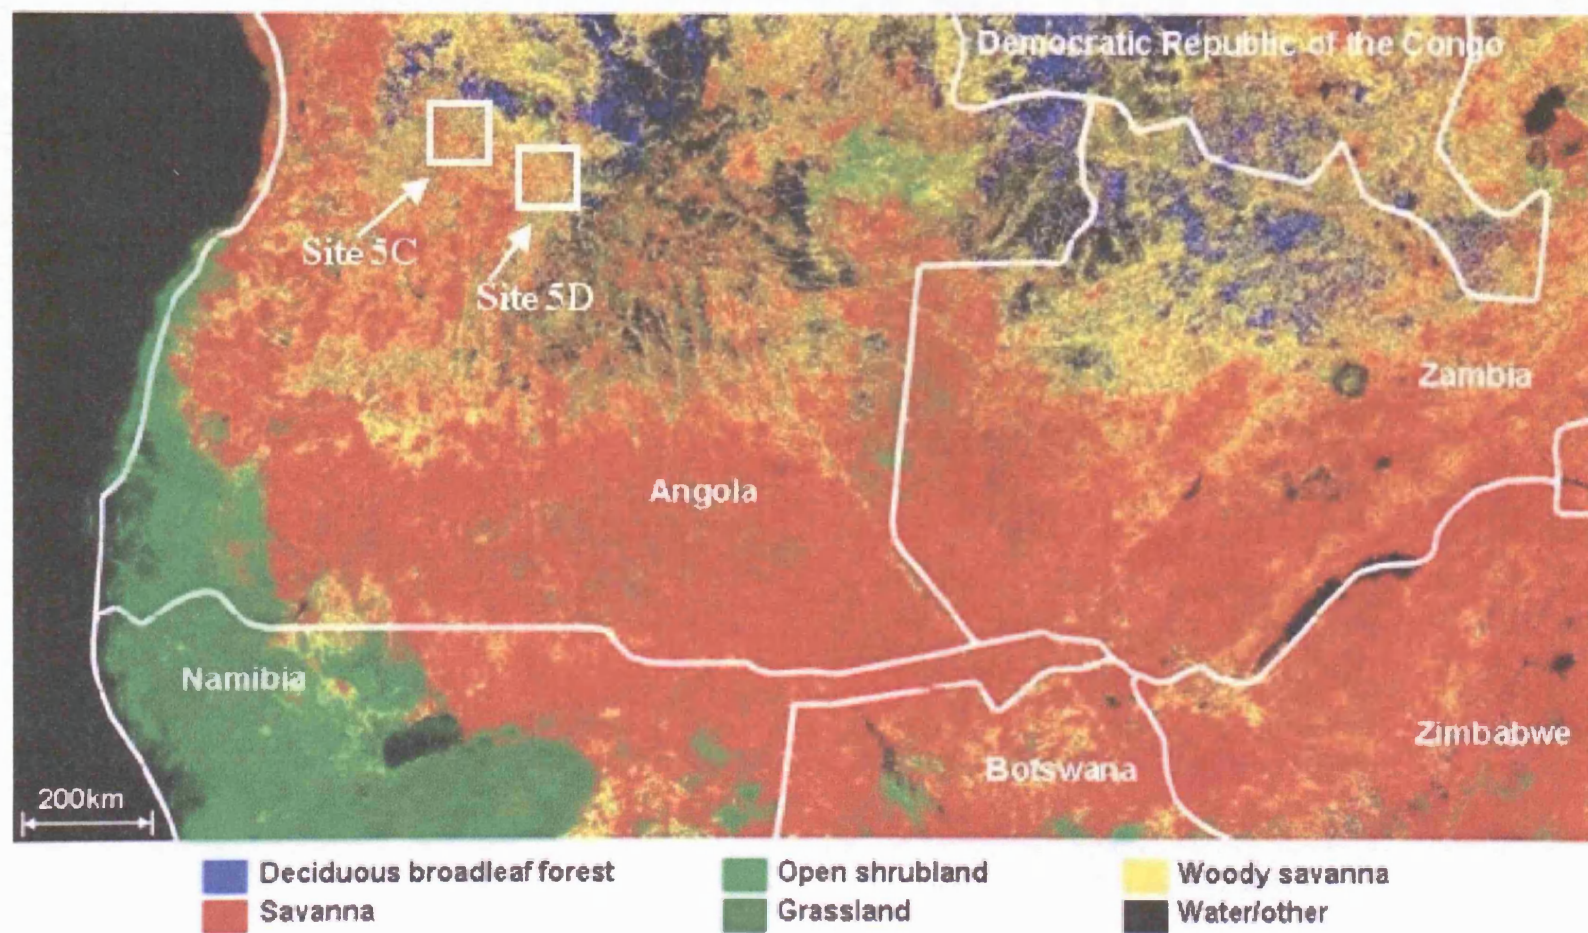 Democratic Republic of the Congo
Site 5C
Site 5D
Zambia
Angola
Namibia
Zimbabwe
Botswana
200km
Deciduous broadleaf forest
Open shrubland
Woody savanna
Savanna
Grassland
Water/other